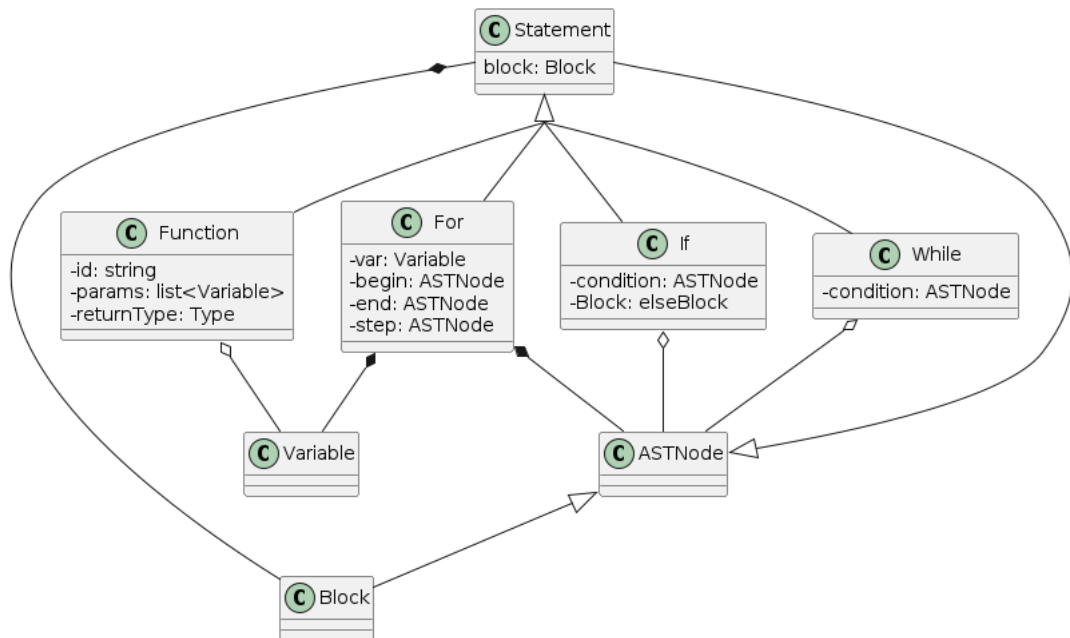 C Statement
block: Block
C Function
-id: string
-params: list<Variable>
-returnType: Type
C For
-var: Variable
-begin: ASTNode
-end: ASTNode
-step: ASTNode
C If
-condition: ASTNode
-Block: elseBlock
C While
-condition: ASTNode
C Variable
C ASTNode
C Block